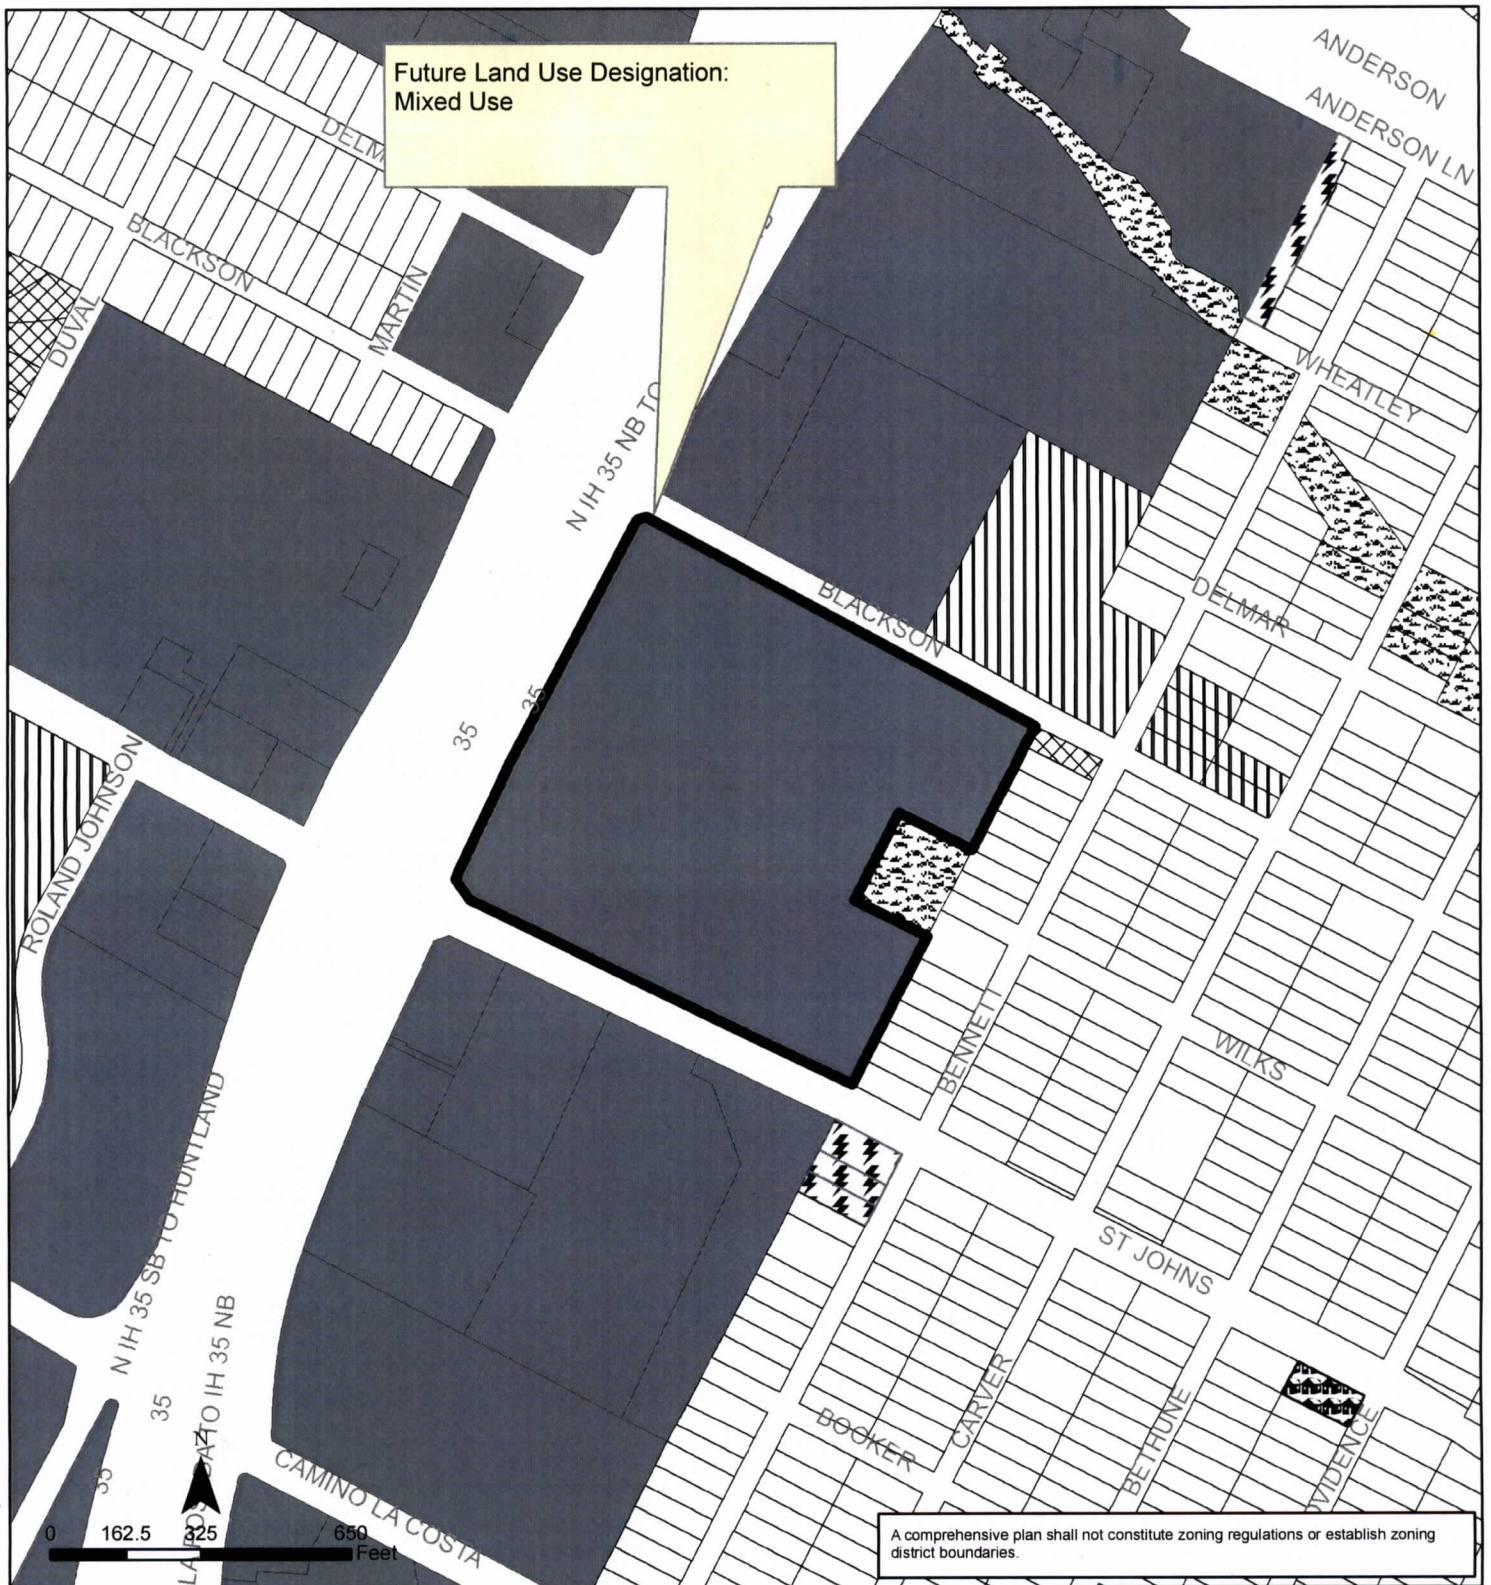 ANDERSON
ANDERSON LN
Future Land Use Designation:
Mixed Use
DELM
BLACKSON
MARTIN
DUVAL
WHEATLEY
N IH 35 NB TO
BLACKSON
DELMAR
35
35
ROLAND JOHNSON
BENNETT
WILKS
N IH 35 SB TO HUNTLAND
ST JOHNS
TO IH 35 NB
35
35
N
CAMINO LA COSTA
BOOKER
CARVER
BETHUNE
OVIDENCE
0 162.5 325 650
Feet
A comprehensive plan shall not constitute zoning regulations or establish zoning
district boundaries.